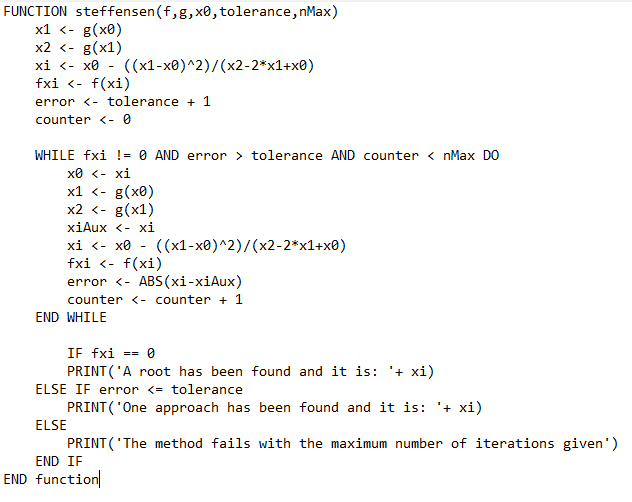 FUNCTION steffensen(f,g,x0,tolerance,nMax)
    x1 <- g(x0)
    x2 <- g(x1)
    xi <- x0 - ((x1-x0)^2)/(x2-2*x1+x0)
    fxi <- f(xi)
    error <- tolerance + 1
    counter <- 0

    WHILE fxi != 0 AND error > tolerance AND counter < nMax DO
        x0 <- xi
        x1 <- g(x0)
        x2 <- g(x1)
        xiAux <- xi
        xi <- x0 - ((x1-x0)^2)/(x2-2*x1+x0)
        fxi <- f(xi)
        error <- ABS(xi-xiAux)
        counter <- counter + 1
    END WHILE

        IF fxi == 0
        PRINT('A root has been found and it is: '+ xi)
    ELSE IF error <= tolerance
        PRINT('One approach has been found and it is: '+ xi)
    ELSE
        PRINT('The method fails with the maximum number of iterations given')
    END IF
END function